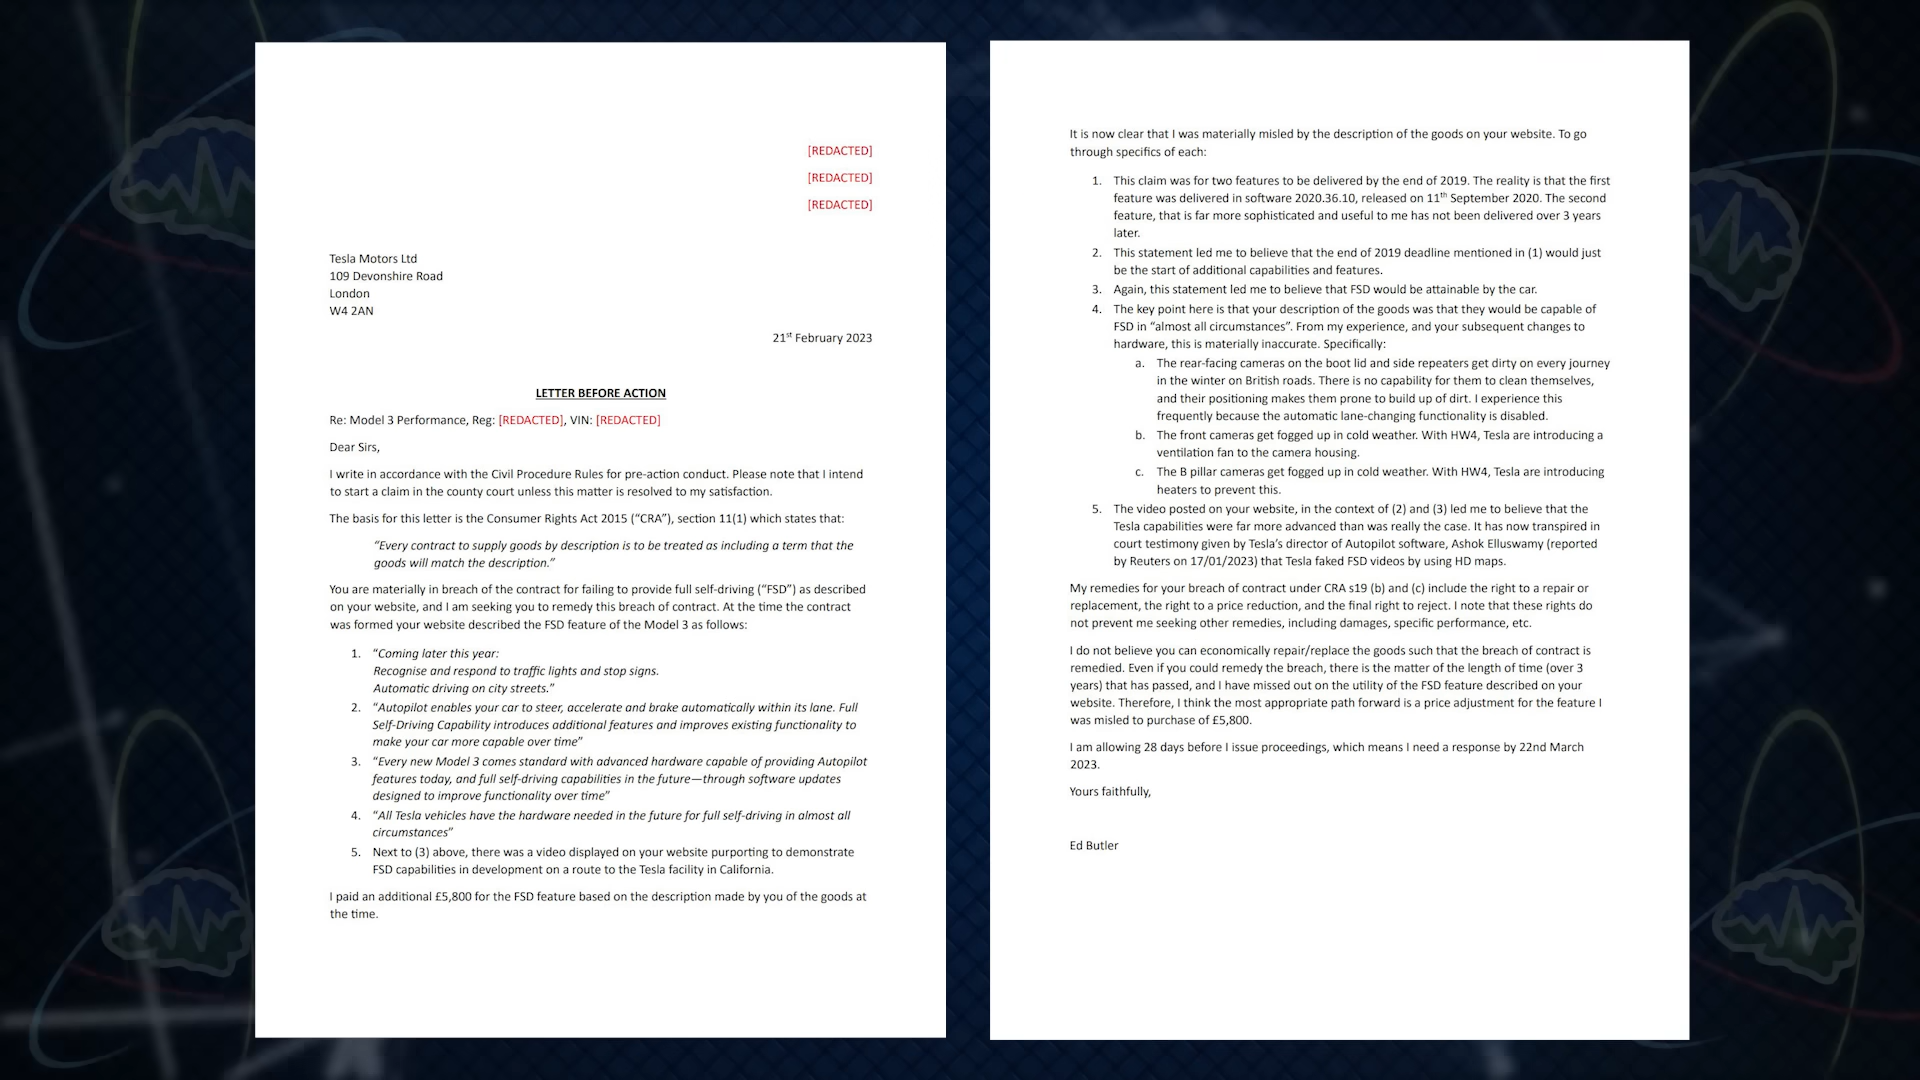 [REDACTED]
[REDACTED]
[REDACTED]
Tesla Motors Ltd
109 Devonshire Road
London
W4 2AN
21st February 2023
LETTER BEFORE ACTION
Re: Model 3 Performance, Reg: [REDACTED], VIN: [REDACTED]
Dear Sirs,
I write in accordance with the Civil Procedure Rules for pre-action conduct. Please note that I intend
to start a claim in the county court unless this matter is resolved to my satisfaction.
The basis for this letter is the Consumer Rights Act 2015 (“CRA”), section 11(1) which states that:
“Every contract to supply goods by description is to be treated as including a term that the
goods will match the description.”
You are materially in breach of the contract for failing to provide full self-driving (“FSD”) as described
on your website, and I am seeking you to remedy this breach of contract. At the time the contract
was formed your website described the FSD feature of the Model 3 as follows:
1. “Coming later this year:
Recognise and respond to traffic lights and stop signs.
Automatic driving on city streets.”
2. “Autopilot enables your car to steer, accelerate and brake automatically within its lane. Full
Self-Driving Capability introduces additional features and improves existing functionality to
make your car more capable over time”
3. “Every new Model 3 comes standard with advanced hardware capable of providing Autopilot
features today, and full self-driving capabilities in the future—through software updates
designed to improve functionality over time”
4. “All Tesla vehicles have the hardware needed in the future for full self-driving in almost all
circumstances”
5. Next to (3) above, there was a video displayed on your website purporting to demonstrate
FSD capabilities in development on a route to the Tesla facility in California.
I paid an additional £5,800 for the FSD feature based on the description made by you of the goods at
the time.
It is now clear that I was materially misled by the description of the goods on your website. To go
through specifics of each:
1. This claim was for two features to be delivered by the end of 2019. The reality is that the first
feature was delivered in software 2020.36.10, released on 11th September 2020. The second
feature, that is far more sophisticated and useful to me has not been delivered over 3 years
later.
2. This statement led me to believe that the end of 2019 deadline mentioned in (1) would just
be the start of additional capabilities and features.
3. Again, this statement led me to believe that FSD would be attainable by the car.
4. The key point here is that your description of the goods was that they would be capable of
FSD in “almost all circumstances”. From my experience, and your subsequent changes to
hardware, this is materially inaccurate. Specifically:
a. The rear-facing cameras on the boot lid and side repeaters get dirty on every journey
in the winter on British roads. There is no capability for them to clean themselves,
and their positioning makes them prone to build up of dirt. I experience this
frequently because the automatic lane-changing functionality is disabled.
b. The front cameras get fogged up in cold weather. With HW4, Tesla are introducing a
ventilation fan to the camera housing.
c. The B pillar cameras get fogged up in cold weather. With HW4, Tesla are introducing
heaters to prevent this.
5. The video posted on your website, in the context of (2) and (3) led me to believe that the
Tesla capabilities were far more advanced than was really the case. It has now transpired in
court testimony given by Tesla’s director of Autopilot software, Ashok Elluswamy (reported
by Reuters on 17/01/2023) that Tesla faked FSD videos by using HD maps.
My remedies for your breach of contract under CRA s19 (b) and (c) include the right to a repair or
replacement, the right to a price reduction, and the final right to reject. I note that these rights do
not prevent me seeking other remedies, including damages, specific performance, etc.
I do not believe you can economically repair/replace the goods such that the breach of contract is
remedied. Even if you could remedy the breach, there is the matter of the length of time (over 3
years) that has passed, and I have missed out on the utility of the FSD feature described on your
website. Therefore, I think the most appropriate path forward is a price adjustment for the feature I
was misled to purchase of £5,800.
I am allowing 28 days before I issue proceedings, which means I need a response by 22nd March
2023.
Yours faithfully,
Ed Butler